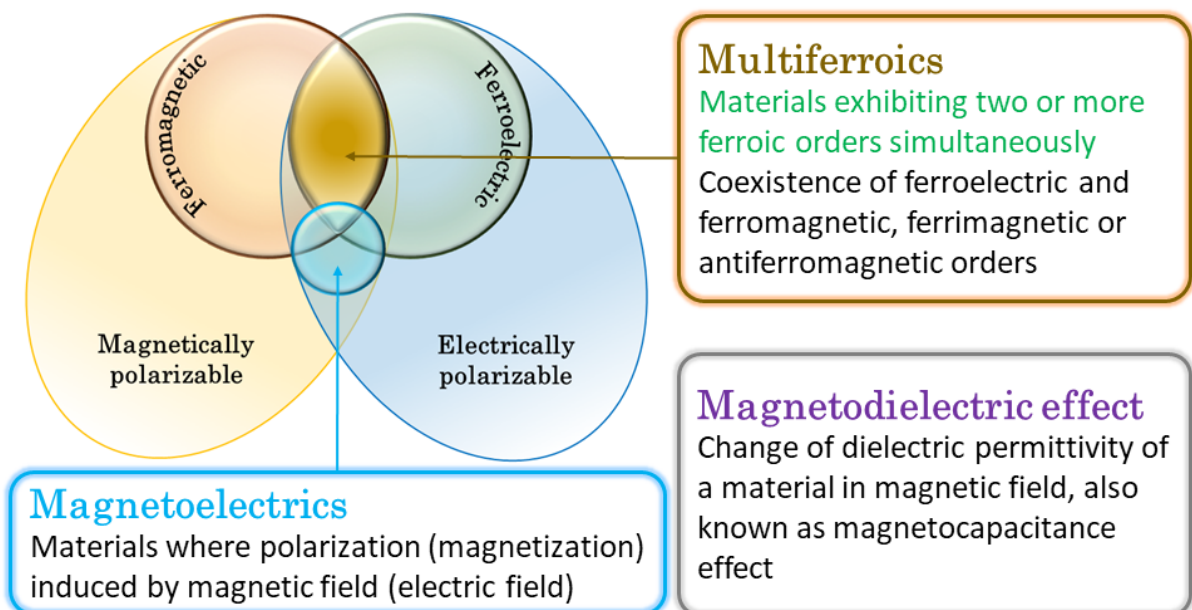 Ferromagnetic
Ferroelectric
Magnetically
polarizable
Electrically
polarizable
Multiferroics
Materials exhibiting two or more
ferroic orders simultaneously
Coexistence of ferroelectric and
ferromagnetic, ferrimagnetic or
antiferromagnetic orders
Magnetoelectrics
Materials where polarization (magnetization)
induced by magnetic field (electric field)
Magnetodielectric effect
Change of dielectric permittivity of
a material in magnetic field, also
known as magnetocapacitance
effect